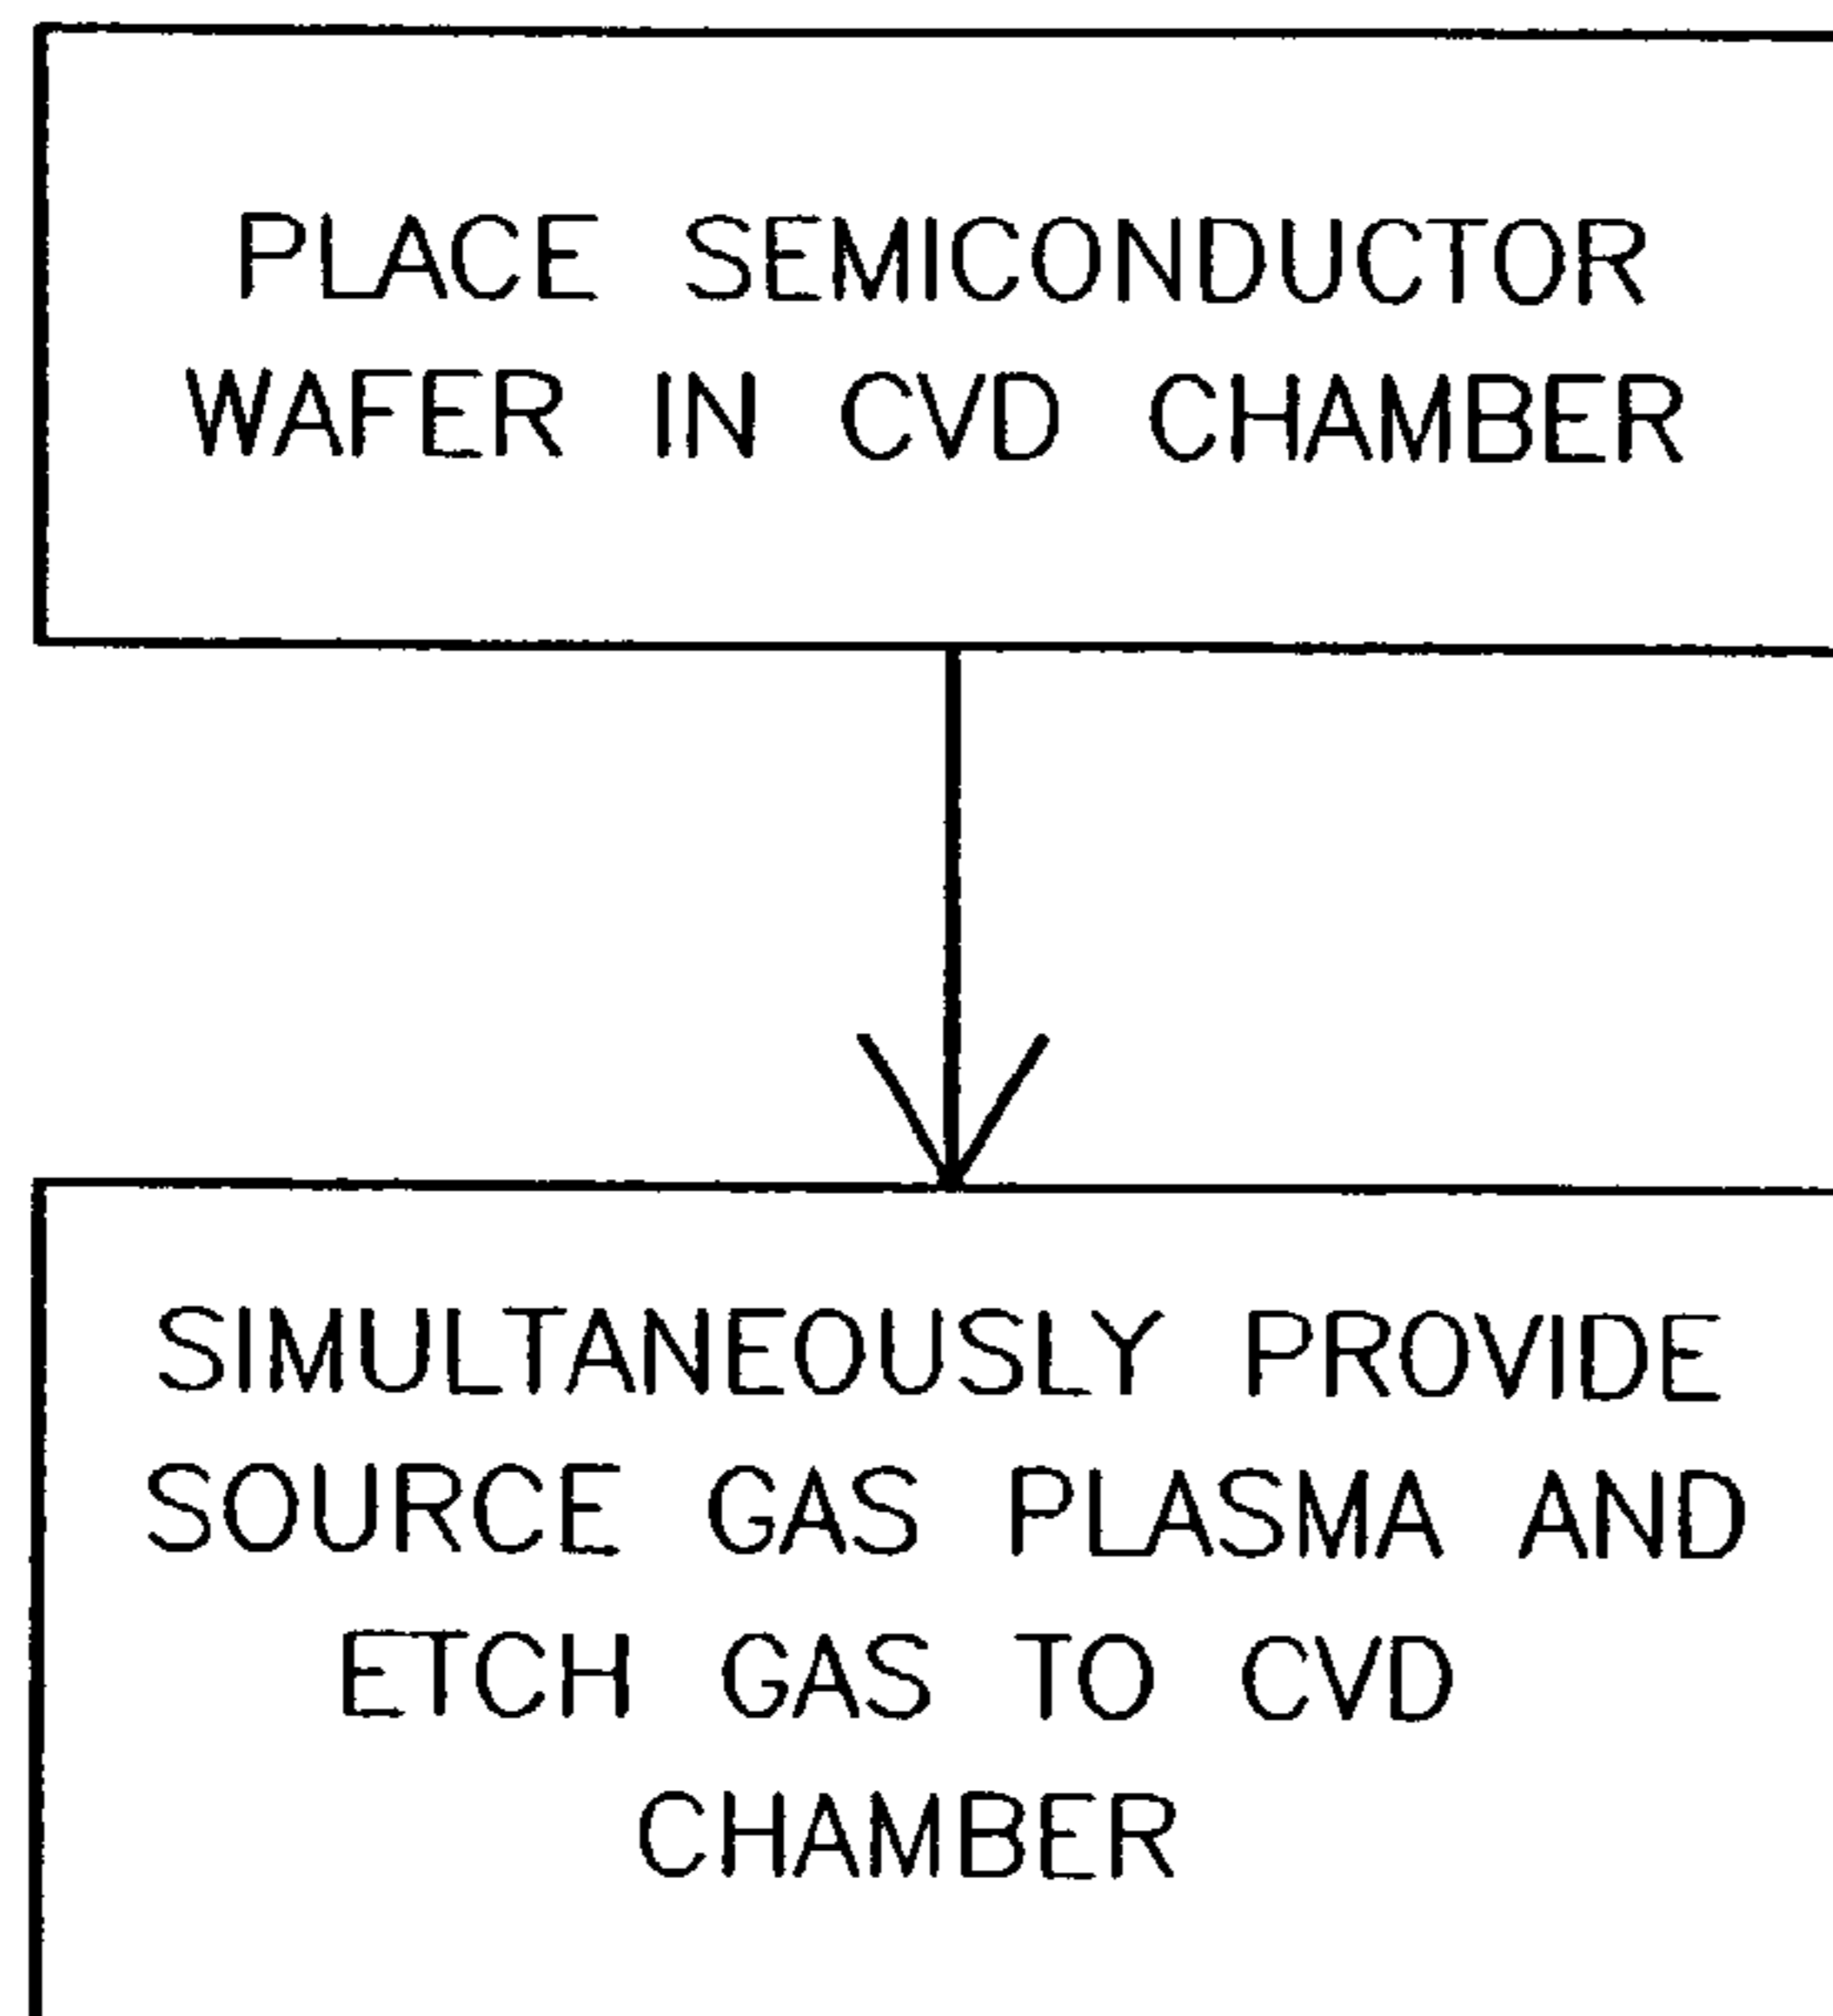 PLACE SEMICONDUCTOR
WAFER IN CVD CHAMBER
SIMULTANEOUSLY PROVIDE
SOURCE GAS PLASMA AND
ETCH GAS TO CVD
CHAMBER